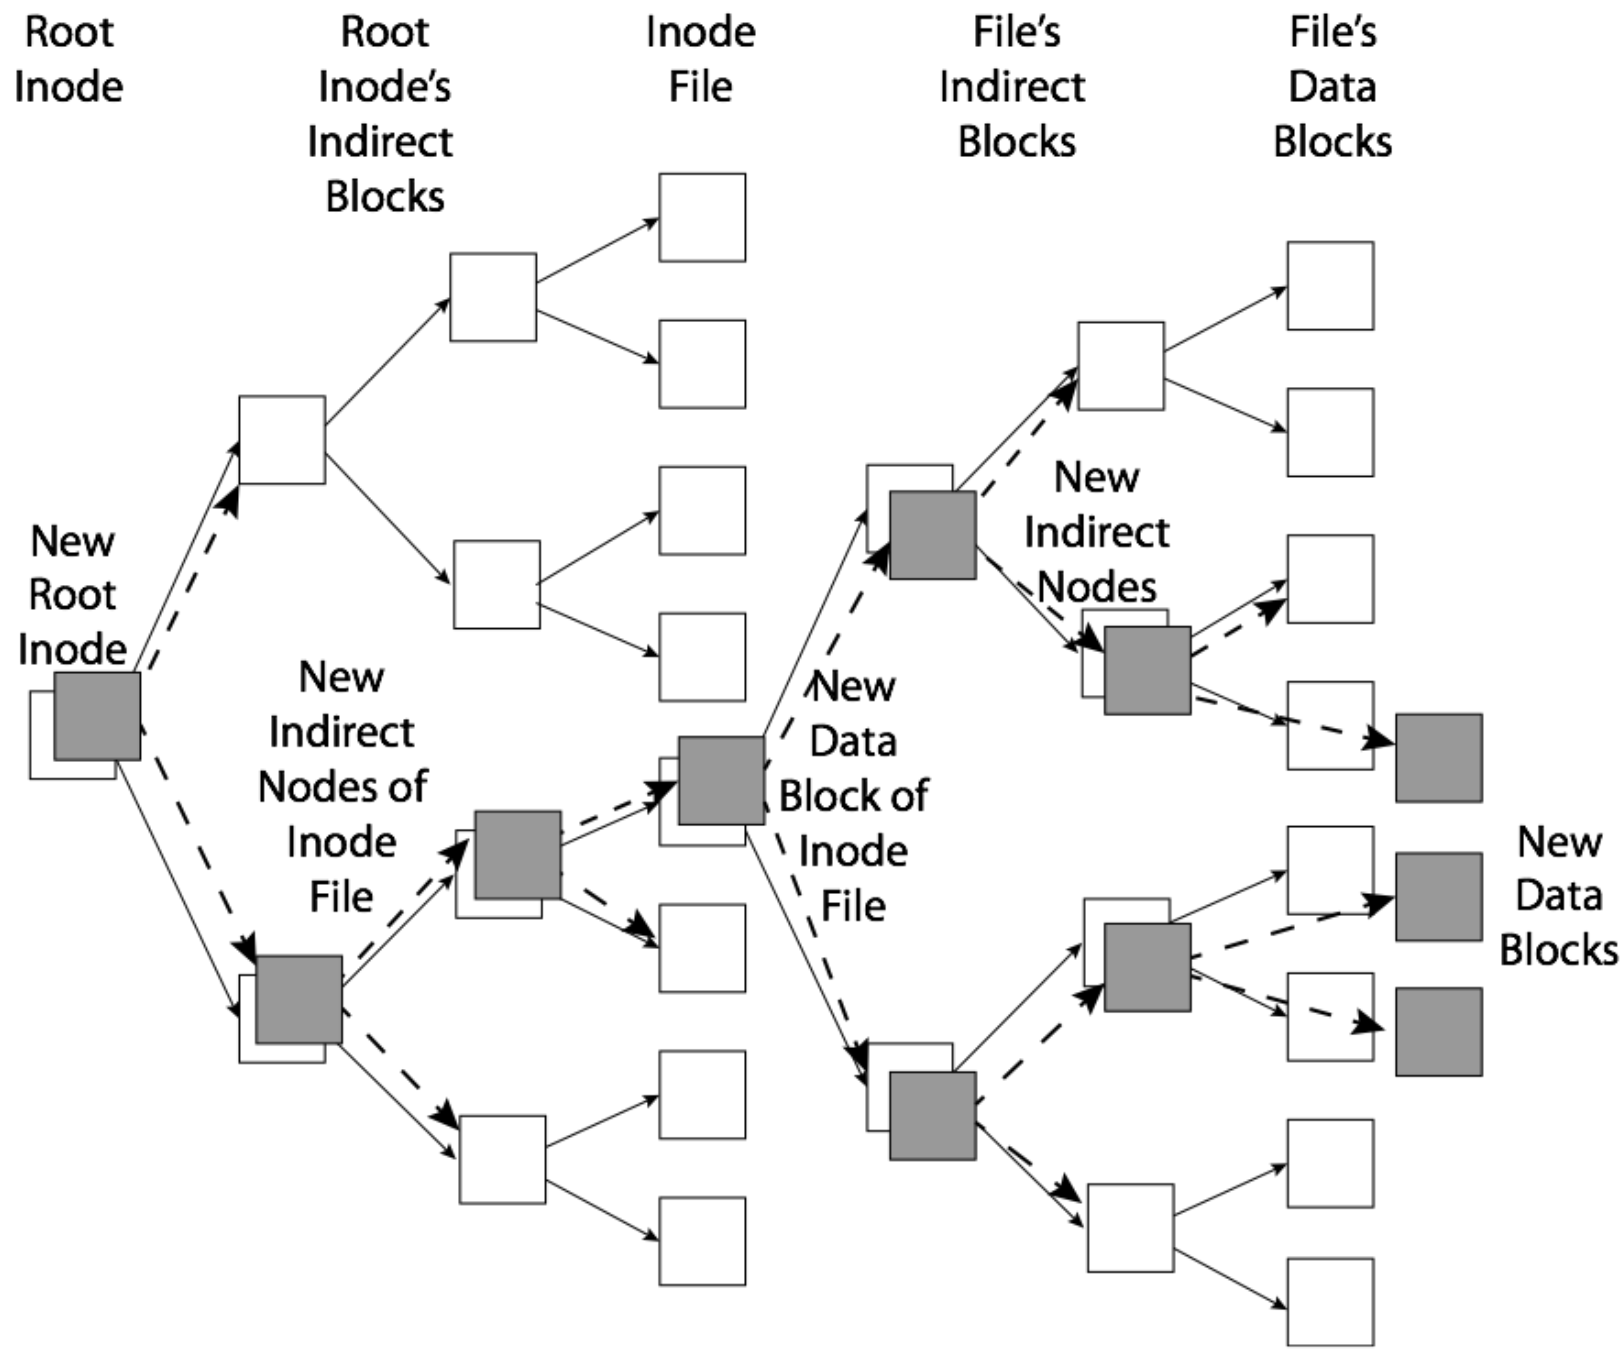 Root
Inode
Root
Inode’s
Indirect
Blocks
Inode
File
File’s
Indirect
Blocks
File’s
Data
Blocks
New
Root
Inode
New
Indirect
Nodes of
Inode
File
New
Data
Block of
Inode
File
New
Indirect
Nodes
New
Data
Blocks